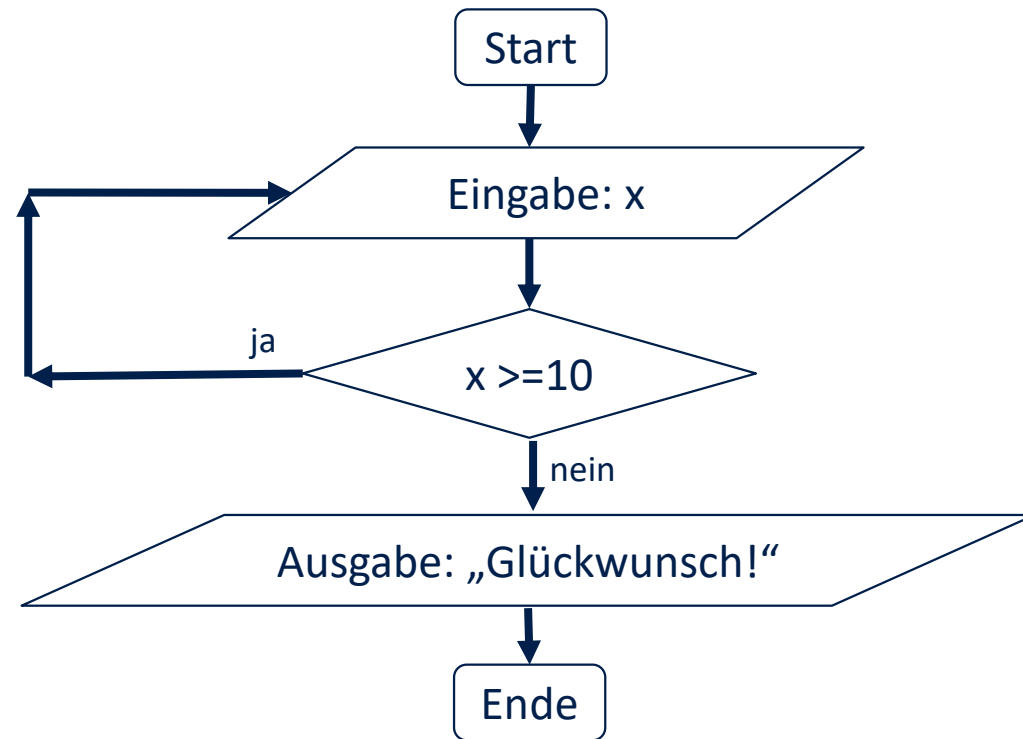 Start
Eingabe: x
ja
x >=10
nein
Ausgabe: „Glückwunsch!“
Ende